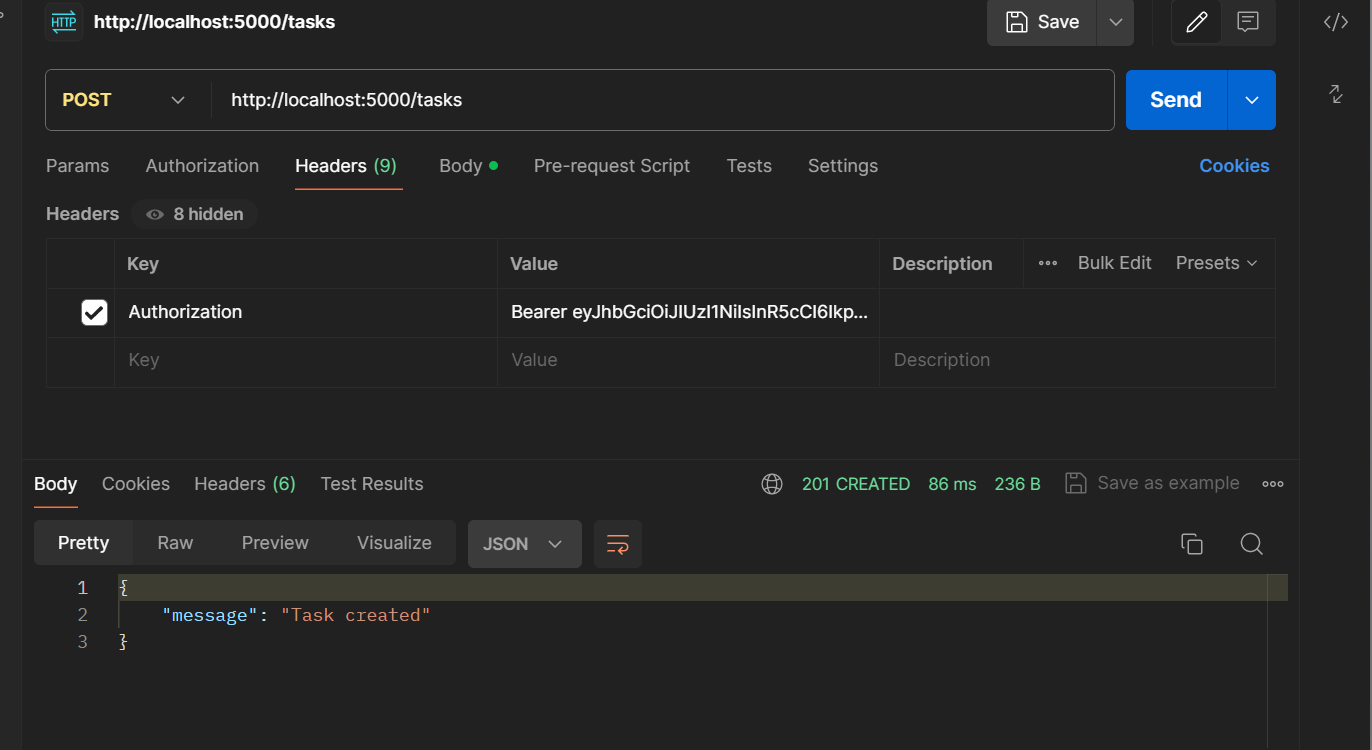 HTTP http://localhost:5000/tasks Save
POST http://localhost:5000/tasks Send
Params Authorization Headers (9) Body Pre-request Script Tests Settings Cookies
Headers 8 hidden
Key Value Description Bulk Edit Presets
Authorization Bearer eyJhbGciOiJIUzI1NiIsInR5cCI6Ikp...
Key Value Description
Body Cookies Headers (6) Test Results 201 CREATED 86 ms 236 B Save as example
Pretty Raw Preview Visualize JSON
1 {
2 "message": "Task created"
3 }